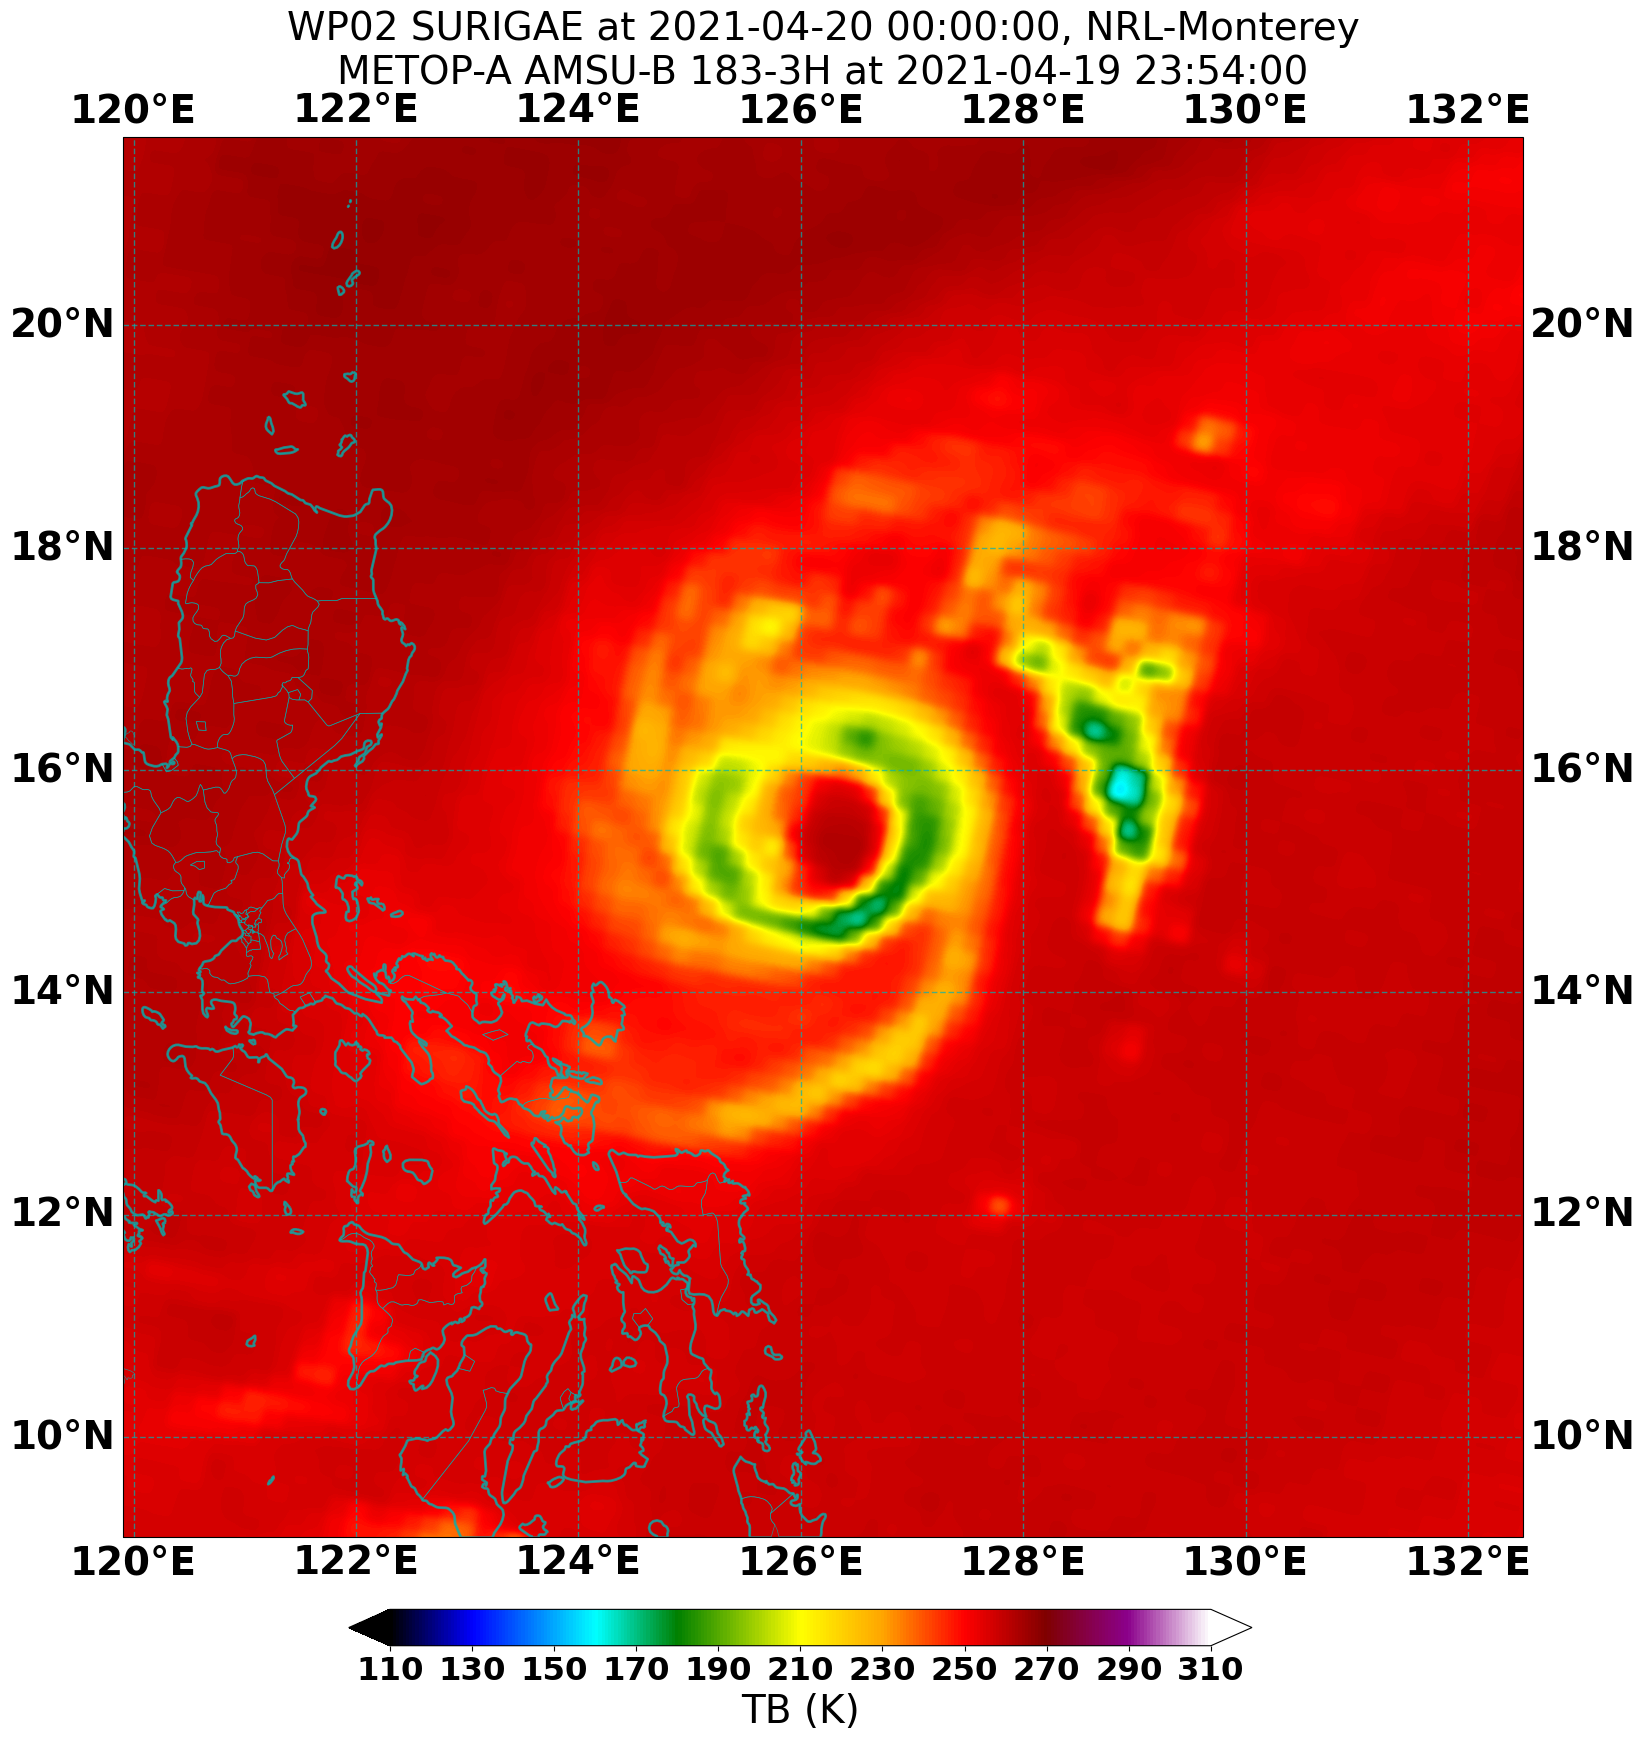 WP02 SURIGAE at 2021-04-20 00:00:00, NRL-Monterey
METOP-A AMSU-B 183-3H at 2021-04-19 23:54:00
120°E 122°E 124°E 126°E 128°E 130°E 132°E
20°N 20°N
18°N 18°N
16°N 16°N
14°N 14°N
12°N 12°N
10°N 10°N
120°E 122°E 124°E 126°E 128°E 130°E 132°E
110 130 150 170 190 210 230 250 270 290 310
TB (K)